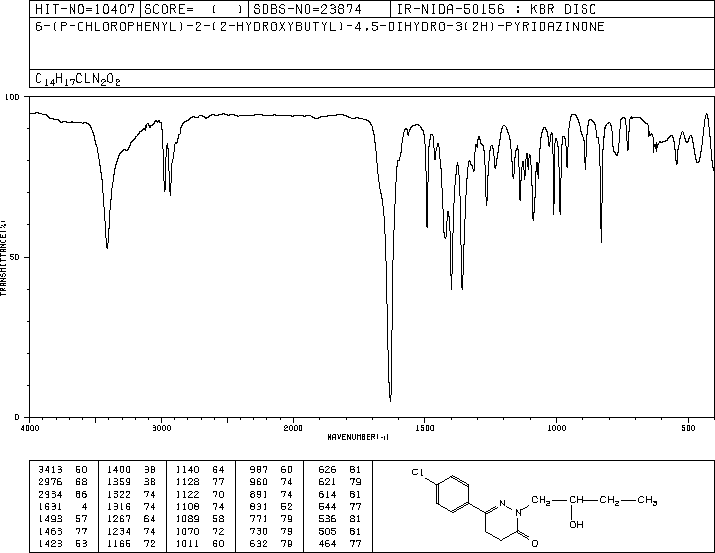 HIT-NO=10407 SCORE= ( ) SDBS-NO=23874 IR-NIDA-50156 : KBR DISC
6-(P-CHLOROPHENYL)-2-(2-HYDROXYBUTYL)-4,5-DIHYDRO-3(2H)-PYRIDAZINONE
C14H17CLN2O2
100
50
0
TRANSMITTANCE(%)
4000 3000 2000 1500 1000 500
WAVENUMBER(-1)
3413 60 1400 38 1140 64 987 60 626 81
2976 68 1359 38 1128 77 960 74 621 79
2934 66 1322 74 1122 70 891 74 614 81
1631 4 1316 74 1108 74 831 52 544 77
1493 57 1267 64 1089 58 771 79 536 81
1463 77 1234 74 1070 72 730 79 505 81
1423 53 1166 72 1011 60 632 79 464 77
Cl
N
N
CH2
CH
CH2
CH3
OH
O